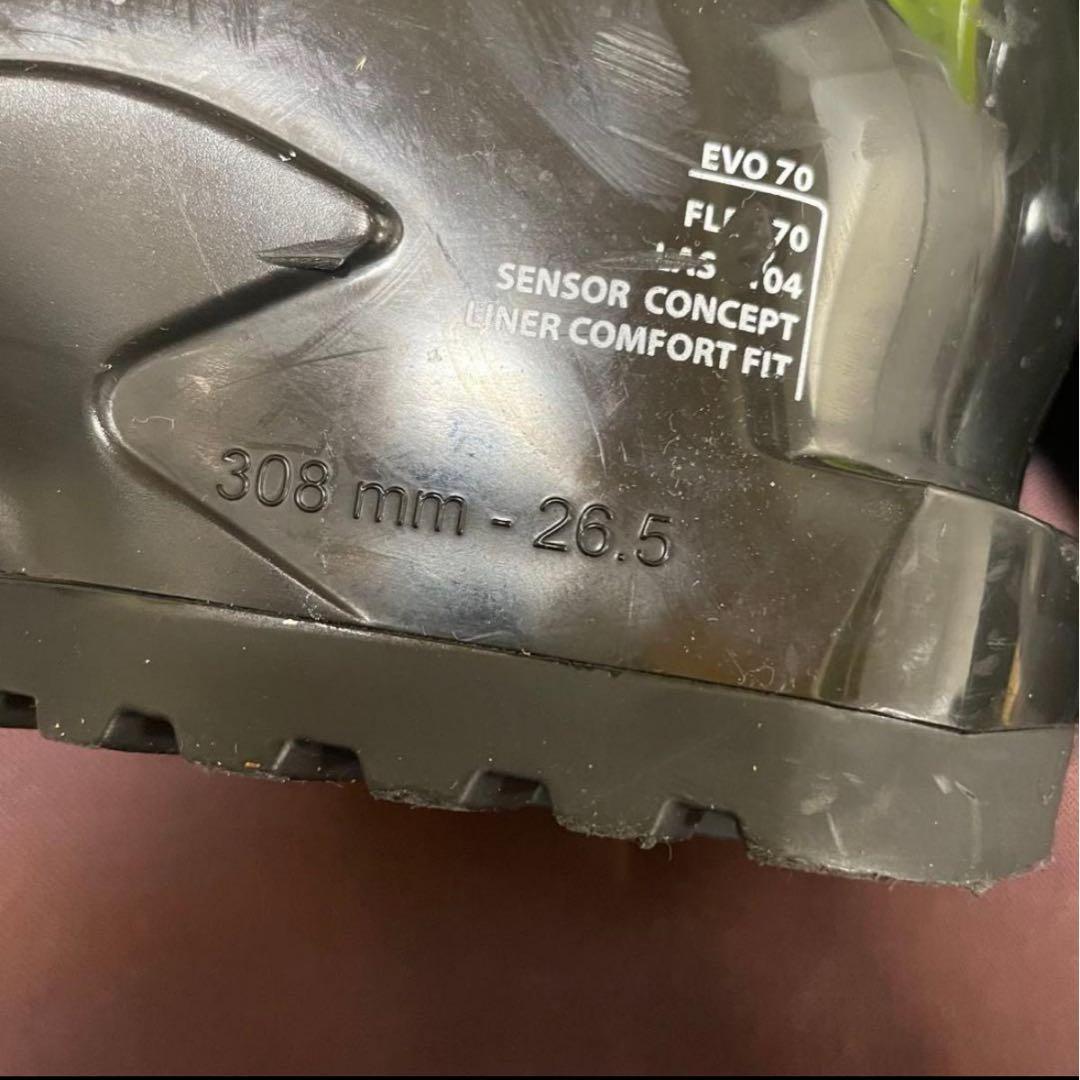 EVO 70
70
SENSOR CONCEPT
LINER COMFORT FIT
308 mm - 26.5